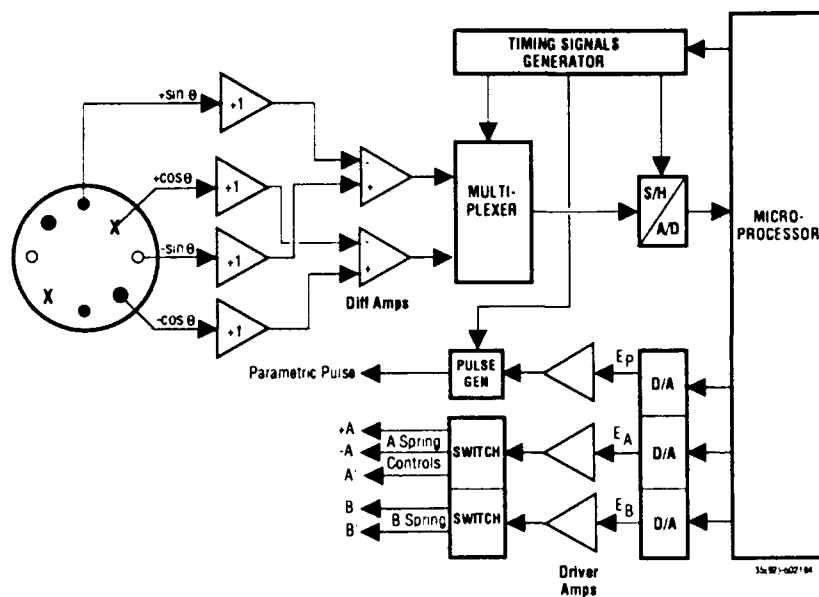 TIMING SIGNALS
GENERATOR
+sin θ
+1
+cos θ
+1
-sin θ
+1
-cos θ
+1
X
X
-
+
-
+
Diff Amps
MULTI-
PLEXER
S/H
A/D
MICRO-
PROCESSOR
Parametric Pulse
PULSE
GEN
EP
D/A
+A
-A
A'
A Spring
Controls
SWITCH
EA
D/A
B
B'
B Spring
SWITCH
EB
D/A
Driver
Amps